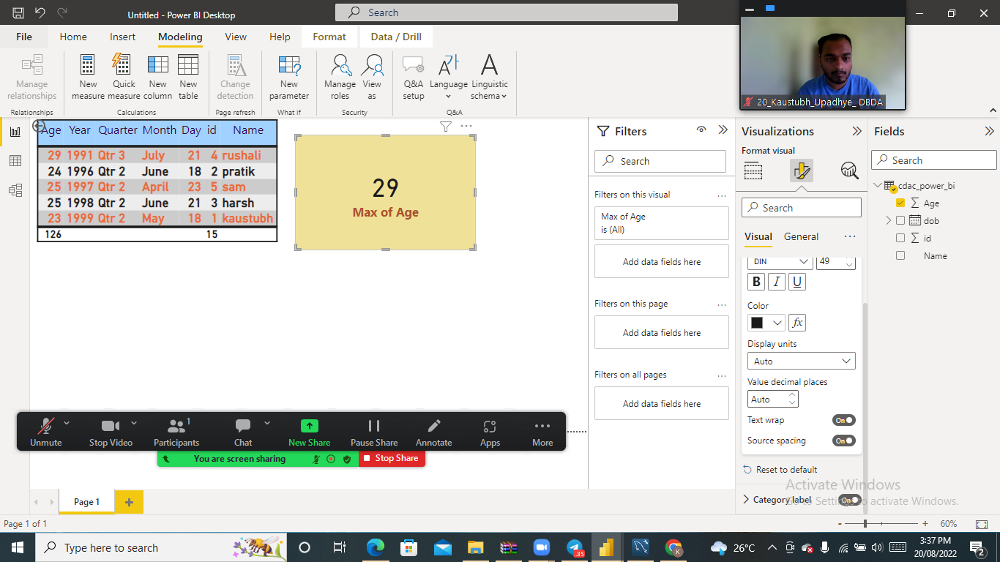 Untitled - Power BI Desktop
Search
File Home Insert Modeling View Help Format Data / Drill
Manage relationships
New measure
Quick measure
New column
New table
Change detection
New parameter
Manage roles
View as
Q&A setup
Language
Linguistic schema
Relationships Calculations Page refresh What if Security Q&A
20_Kaustubh_Upadhye_ DBDA
Age Year Quarter Month Day id Name
29 1991 Qtr 3 July 21 4 rushali
24 1996 Qtr 2 June 18 2 pratik
25 1997 Qtr 2 April 23 5 sam
25 1998 Qtr 2 June 21 3 harsh
23 1999 Qtr 2 May 18 1 kaustubh
126 15
29
Max of Age
Filters
Search
Filters on this visual
Max of Age
is (All)
Add data fields here
Filters on this page
Add data fields here
Filters on all pages
Add data fields here
Visualizations
Format visual
Search
Visual General
DIN 49
B I U
Color
fx
Display units
Auto
Value decimal places
Auto
Text wrap On
Source spacing On
Reset to default
Category label On
Fields
Search
cdac_power_bi
Age
dob
id
Name
Unmute
Stop Video
Participants 1
Chat
New Share
Pause Share
Annotate
Apps
More
You are screen sharing
Stop Share
Activate Windows
Go to Settings to activate Windows.
Page 1
Page 1 of 1
- + 60%
Type here to search
35
K
26°C
3:37 PM
20/08/2022
2